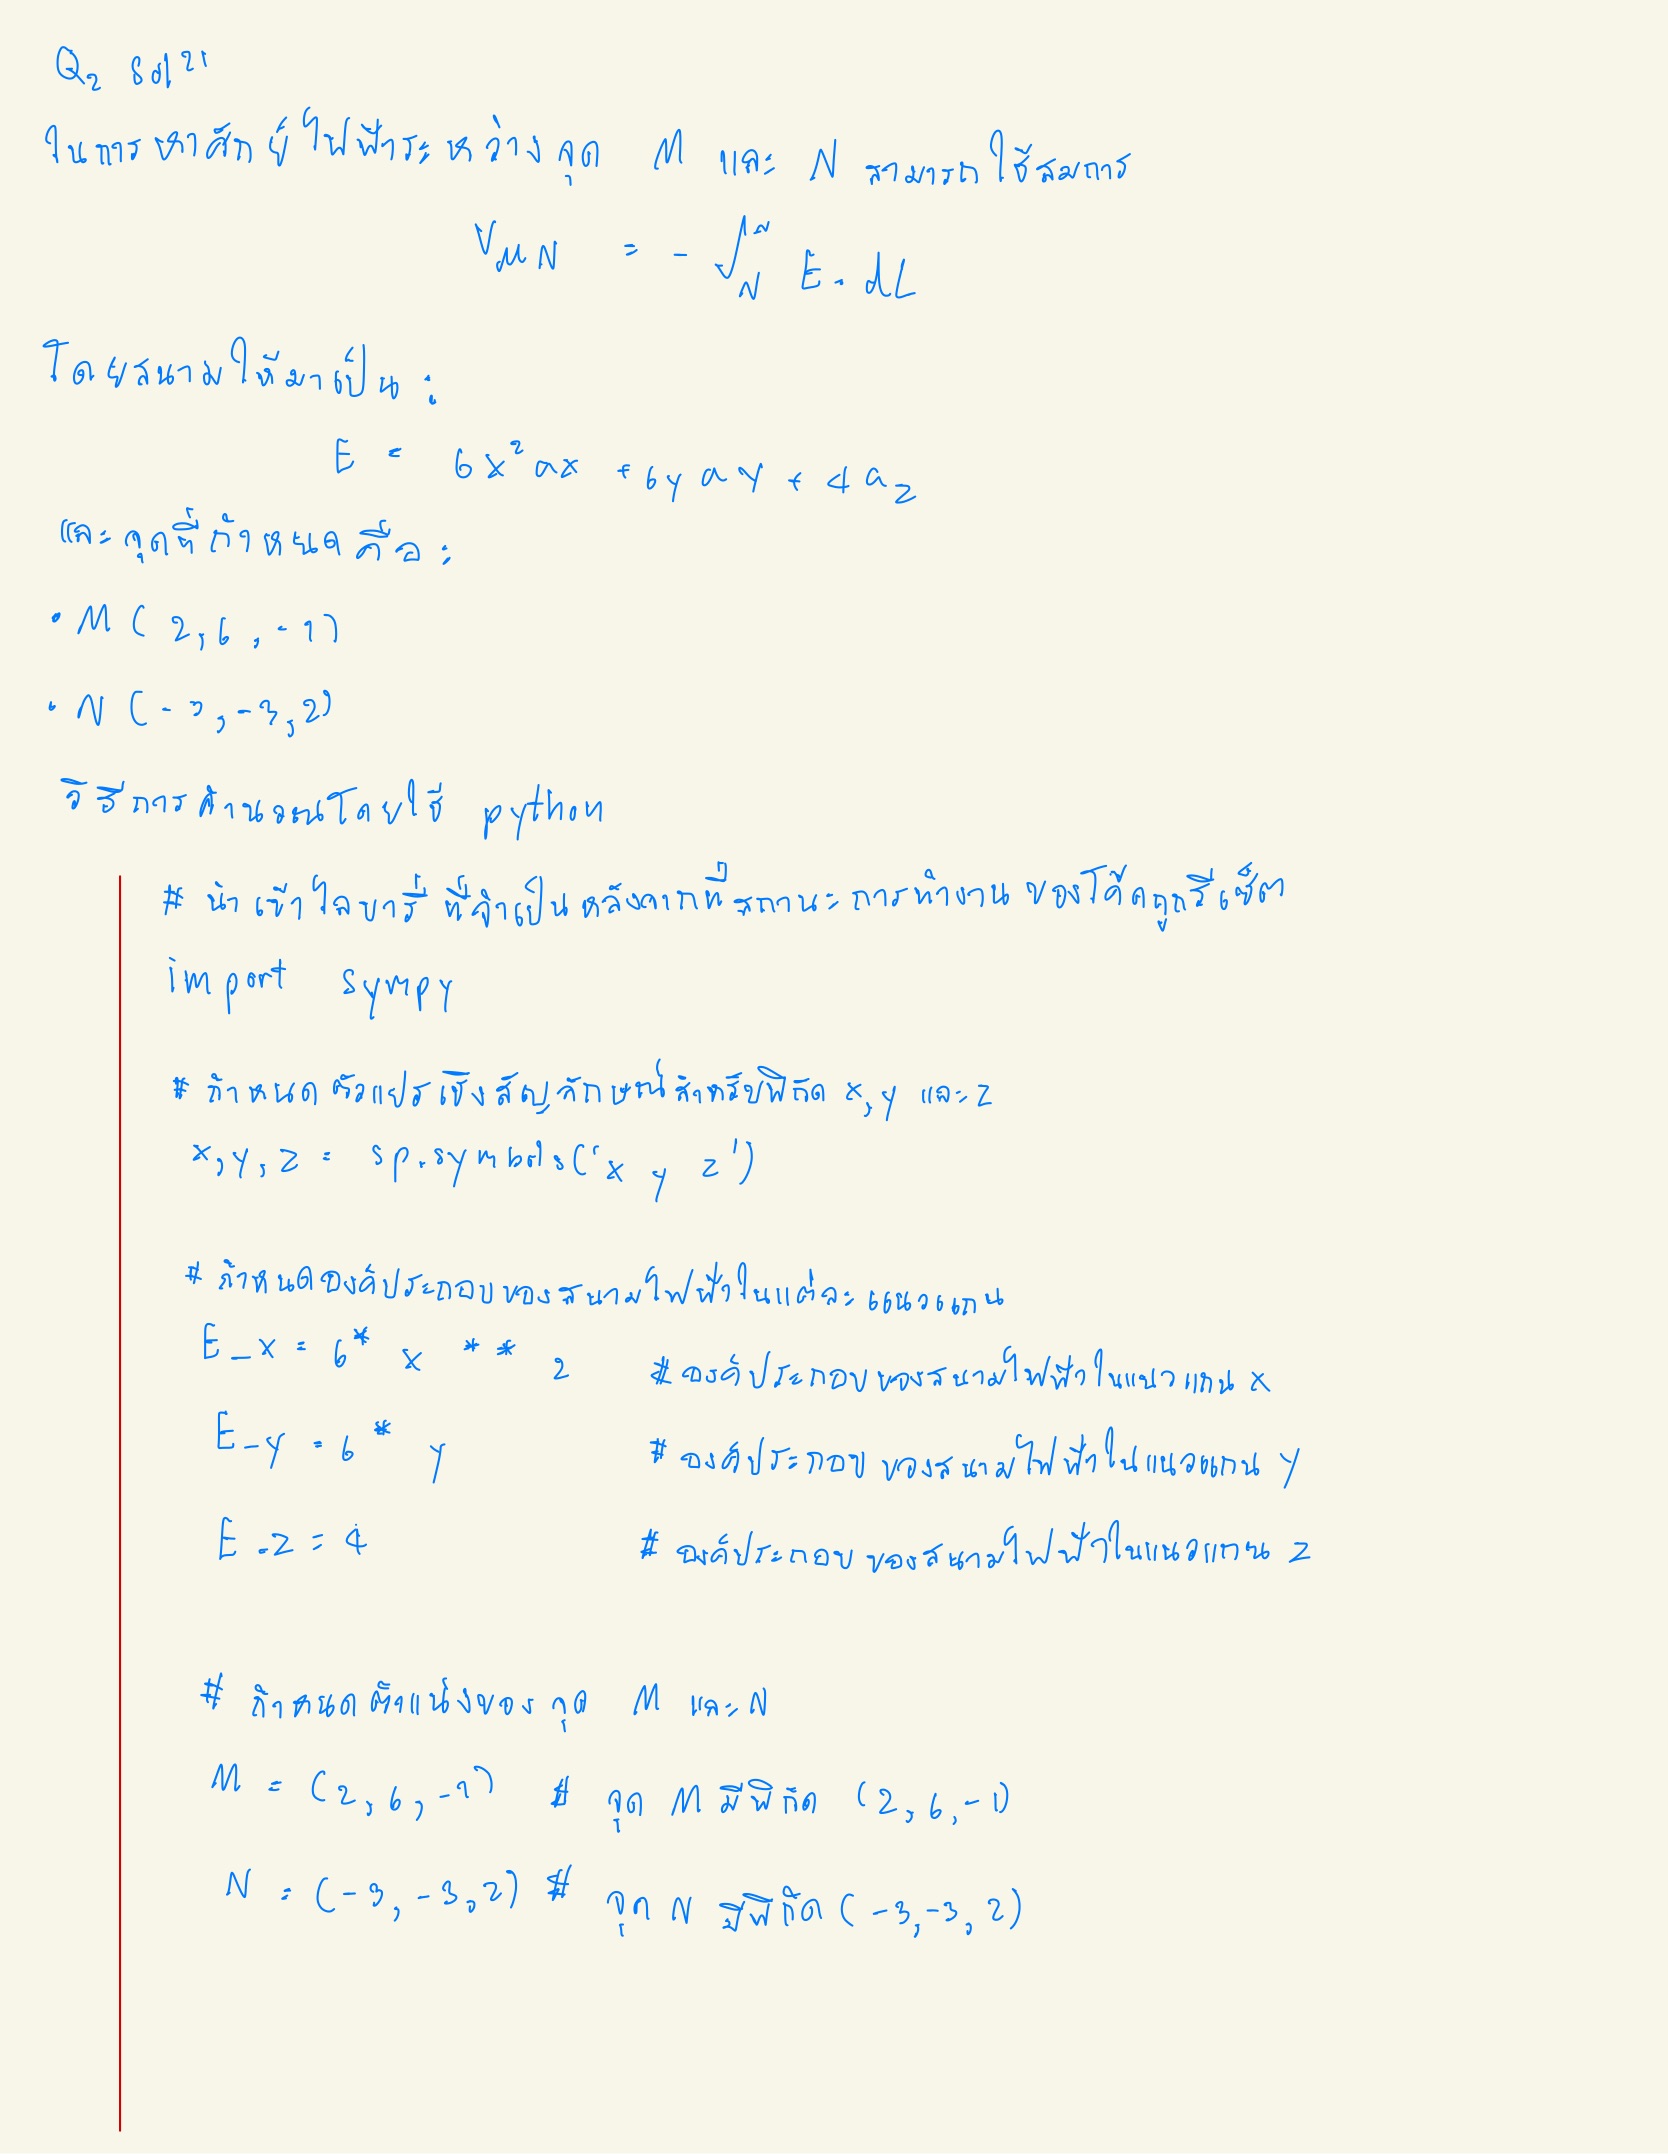 Q2 Sol 21
ในการหาศักย์ไฟฟ้าระหว่างจุด M และ N สามารถใช้สมการ
V_MN = - ∫_N^M E . dL
โดยสนามให้มาเป็น :
E = 6x² ax + 6y ay + 4 az
และจุดที่กำหนดคือ :
• M ( 2, 6 , -1)
• N (-3, -3, 2)
วิธีการคำนวณโดยใช้ python
# นำเข้าไลบารี่ ที่จำเป็นหลังจากที่สถานะการทำงานของโค้ดถูกรีเซ็ต
import sympy
# กำหนดตัวแปรเชิงสัญลักษณ์สำหรับพิกัด x, y และ z
x, y, z = sp.symbols('x y z')
# กำหนดองค์ประกอบของสนามไฟฟ้าในแต่ละแนวแกน
E_x = 6 * x ** 2 # องค์ประกอบของสนามไฟฟ้าในแนวแกน x
E_y = 6 * y # องค์ประกอบของสนามไฟฟ้าในแนวแกน y
E_z = 4 # องค์ประกอบของสนามไฟฟ้าในแนวแกน z
# กำหนดตำแหน่งของจุด M และ N
M = (2, 6, -1) # จุด M มีพิกัด (2, 6, -1)
N = (-3, -3, 2) # จุด N มีพิกัด (-3, -3, 2)